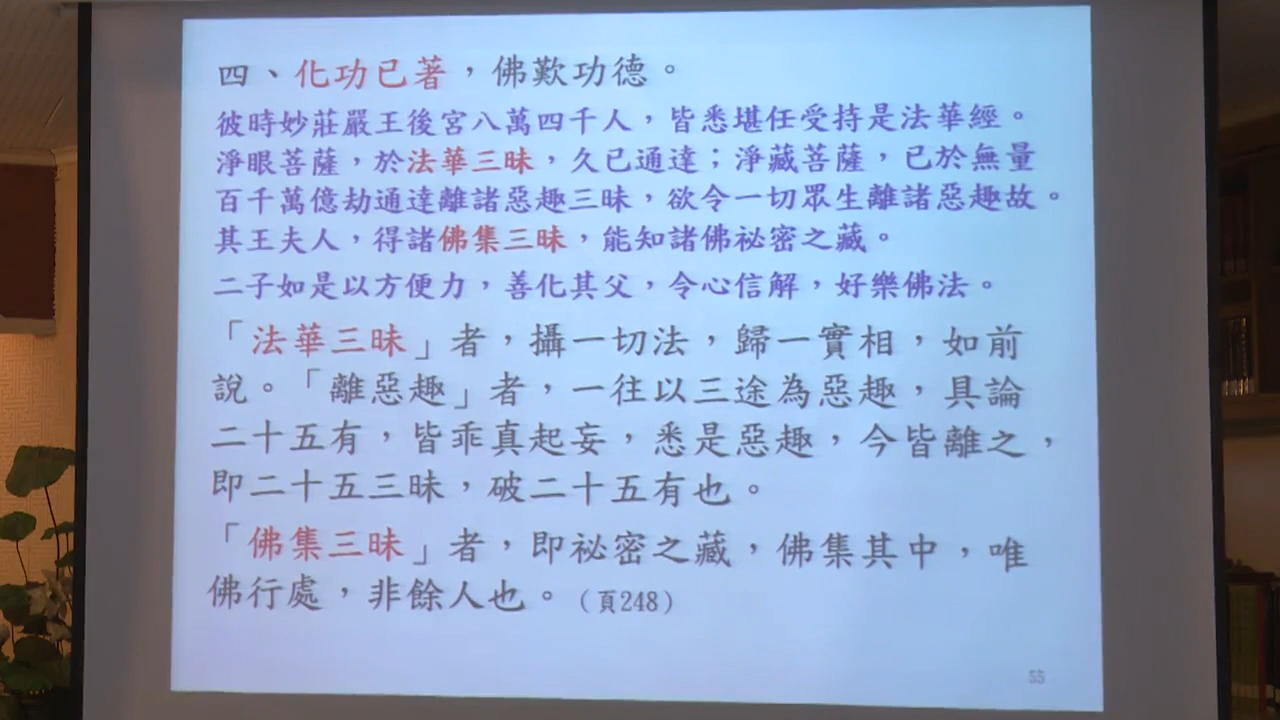 四、化功已著，佛歎功德。
彼時妙莊嚴王後宮八萬四千人，皆悉堪任受持是法華經。
淨眼菩薩，於法華三昧，久已通達；淨藏菩薩，已於無量
百千萬億劫通達離諸惡趣三昧，欲令一切眾生離諸惡趣故。
其王夫人，得諸佛集三昧，能知諸佛祕密之藏。
二子如是以方便力，善化其父，令心信解，好樂佛法。
「法華三昧」者，攝一切法，歸一實相，如前
說。「離惡趣」者，一往以三途為惡趣，具論
二十五有，皆乖真起妄，悉是惡趣，今皆離之，
即二十五三昧，破二十五有也。
「佛集三昧」者，即祕密之藏，佛集其中，唯
佛行處，非餘人也。（頁248）
55